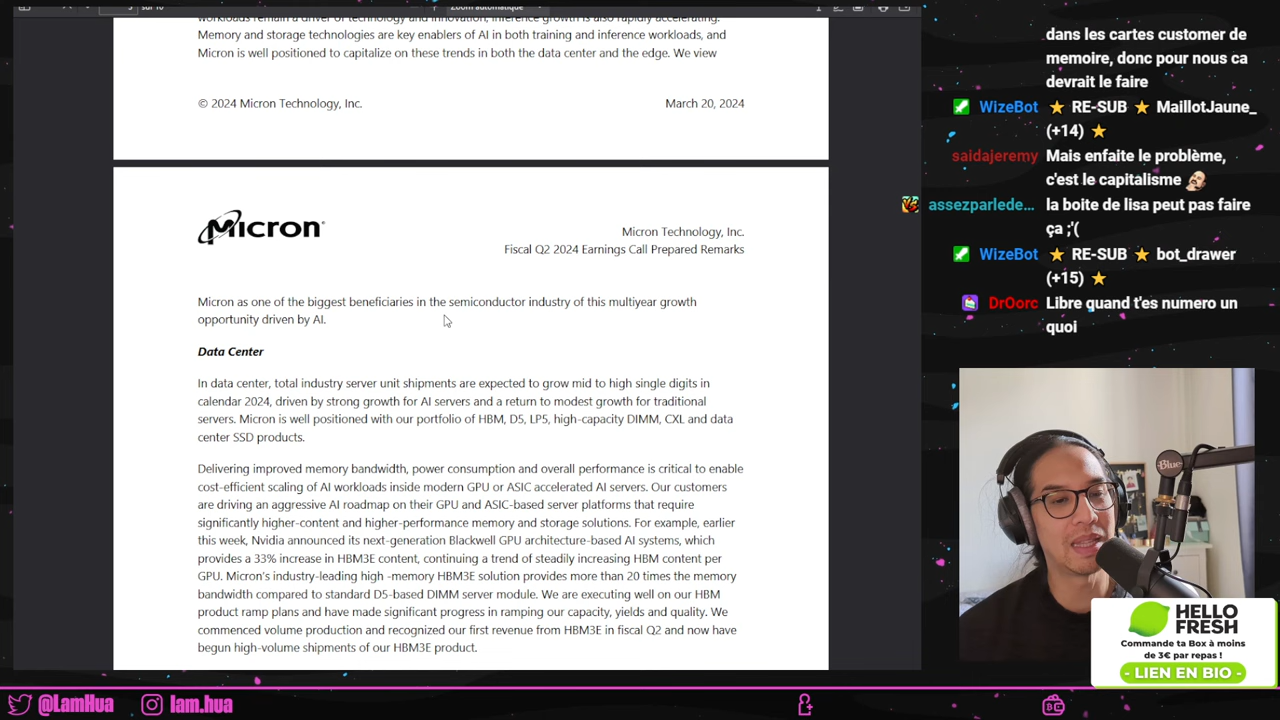 sur 10
Zoom automatique
workloads remain a driver of technology and innovation, inference growth is also rapidly accelerating.
Memory and storage technologies are key enablers of AI in both training and inference workloads, and
Micron is well positioned to capitalize on these trends in both the data center and the edge. We view
© 2024 Micron Technology, Inc.
March 20, 2024
Micron
Micron Technology, Inc.
Fiscal Q2 2024 Earnings Call Prepared Remarks
Micron as one of the biggest beneficiaries in the semiconductor industry of this multiyear growth
opportunity driven by AI.
Data Center
In data center, total industry server unit shipments are expected to grow mid to high single digits in
calendar 2024, driven by strong growth for AI servers and a return to modest growth for traditional
servers. Micron is well positioned with our portfolio of HBM, D5, LP5, high-capacity DIMM, CXL and data
center SSD products.
Delivering improved memory bandwidth, power consumption and overall performance is critical to enable
cost-efficient scaling of AI workloads inside modern GPU or ASIC accelerated AI servers. Our customers
are driving an aggressive AI roadmap on their GPU and ASIC-based server platforms that require
significantly higher-content and higher-performance memory and storage solutions. For example, earlier
this week, Nvidia announced its next-generation Blackwell GPU architecture-based AI systems, which
provides a 33% increase in HBM3E content, continuing a trend of steadily increasing HBM content per
GPU. Micron's industry-leading high -memory HBM3E solution provides more than 20 times the memory
bandwidth compared to standard D5-based DIMM server module. We are executing well on our HBM
product ramp plans and have made significant progress in ramping our capacity, yields and quality. We
commenced volume production and recognized our first revenue from HBM3E in fiscal Q2 and now have
begun high-volume shipments of our HBM3E product.
dans les cartes customer de
memoire, donc pour nous ca
devrait le faire
WizeBot RE-SUB MaillotJaune_
(+14)
saidajeremy Mais enfaite le problème,
c'est le capitalisme
assezparlede… la boite de lisa peut pas faire
ça ;'(
WizeBot RE-SUB bot_drawer
(+15)
DrOorc Libre quand t'es numero un
quoi
Blue
HELLO
FRESH
Commande ta Box à moins
de 3€ par repas !
- LIEN EN BIO -
@LamHua
lam.hua